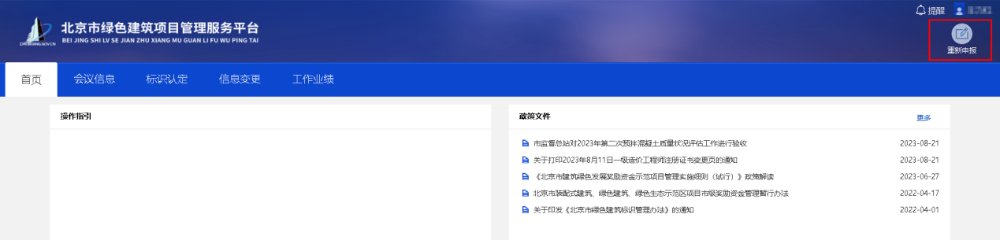 提醒
北京市绿色建筑项目管理服务平台
BEI JING SHI LV SE JIAN ZHU XIANG MU GUAN LI FU WU PING TAI
ZJW.BEIJING.GOV.CN
重新申报
首页 会议信息 标识认定 信息变更 工作业绩
操作指引
政策文件 更多
市监督总站对2023年第二次预拌混凝土质量状况评估工作进行验收 2023-08-21
关于打印2023年8月11日一级造价工程师注册证书变更页的通知 2023-08-21
《北京市建筑绿色发展奖励资金示范项目管理实施细则（试行）》政策解读 2023-06-27
北京市装配式建筑、绿色建筑、绿色生态示范区项目市级奖励资金管理暂行办法 2022-04-17
关于印发《北京市绿色建筑标识管理办法》的通知 2022-04-01